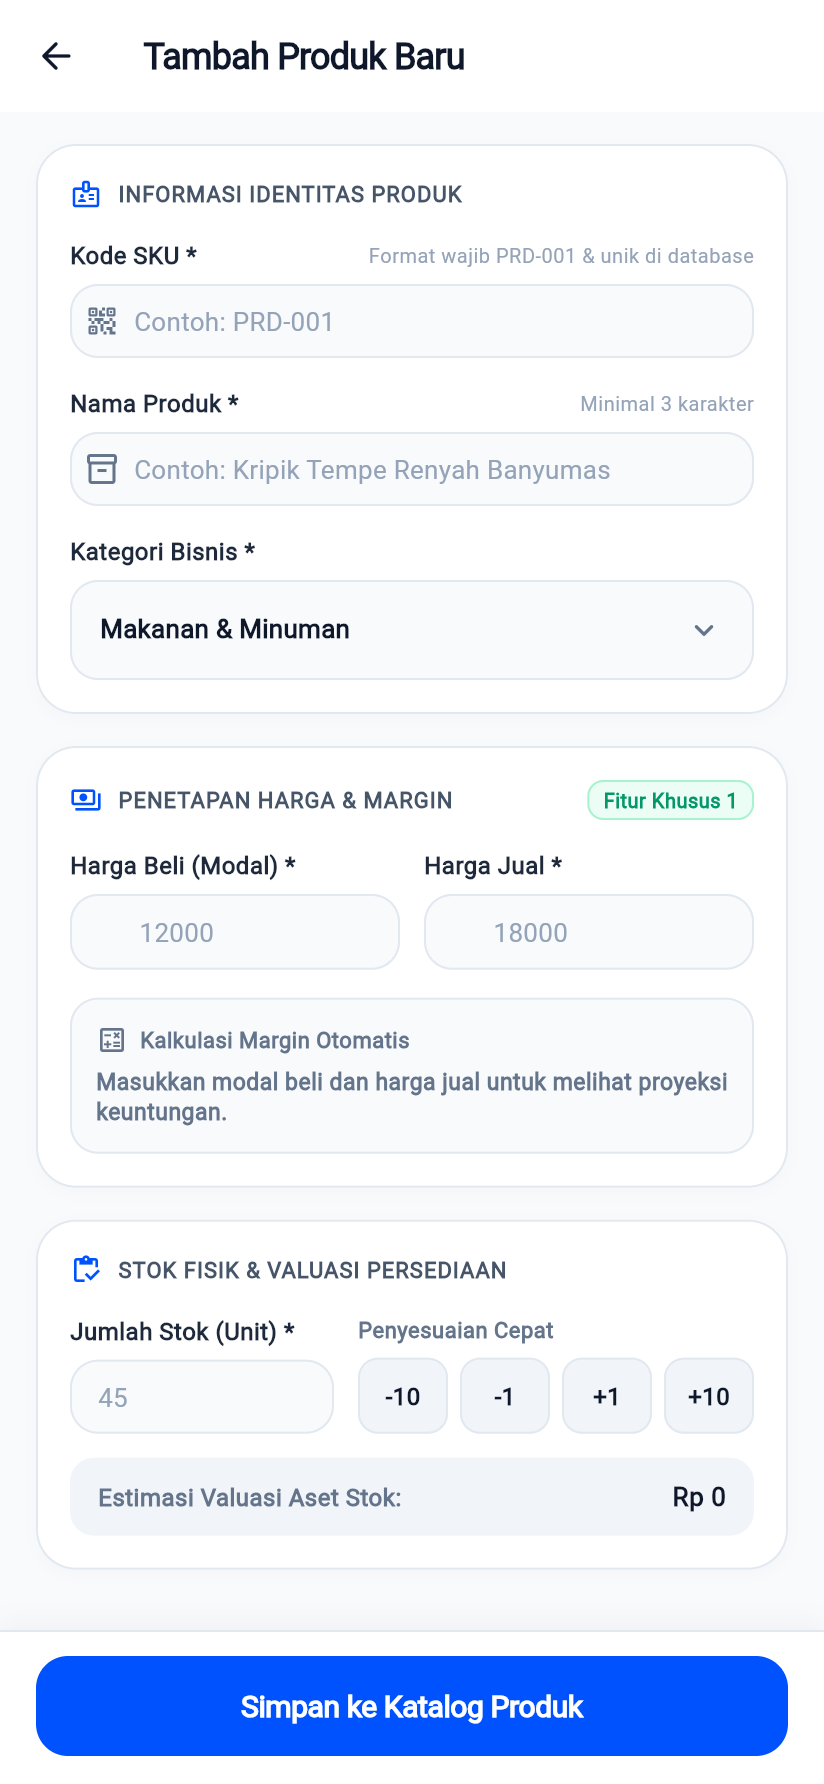 Tambah Produk Baru
INFORMASI IDENTITAS PRODUK
Kode SKU *
Format wajib PRD-001 & unik di database
Contoh: PRD-001
Nama Produk *
Minimal 3 karakter
Contoh: Kripik Tempe Renyah Banyumas
Kategori Bisnis *
Makanan & Minuman
PENETAPAN HARGA & MARGIN
Fitur Khusus 1
Harga Beli (Modal) *
Harga Jual *
12000
18000
Kalkulasi Margin Otomatis
Masukkan modal beli dan harga jual untuk melihat proyeksi
keuntungan.
STOK FISIK & VALUASI PERSEDIAAN
Jumlah Stok (Unit) *
Penyesuaian Cepat
45
-10
-1
+1
+10
Estimasi Valuasi Aset Stok:
Rp 0
Simpan ke Katalog Produk